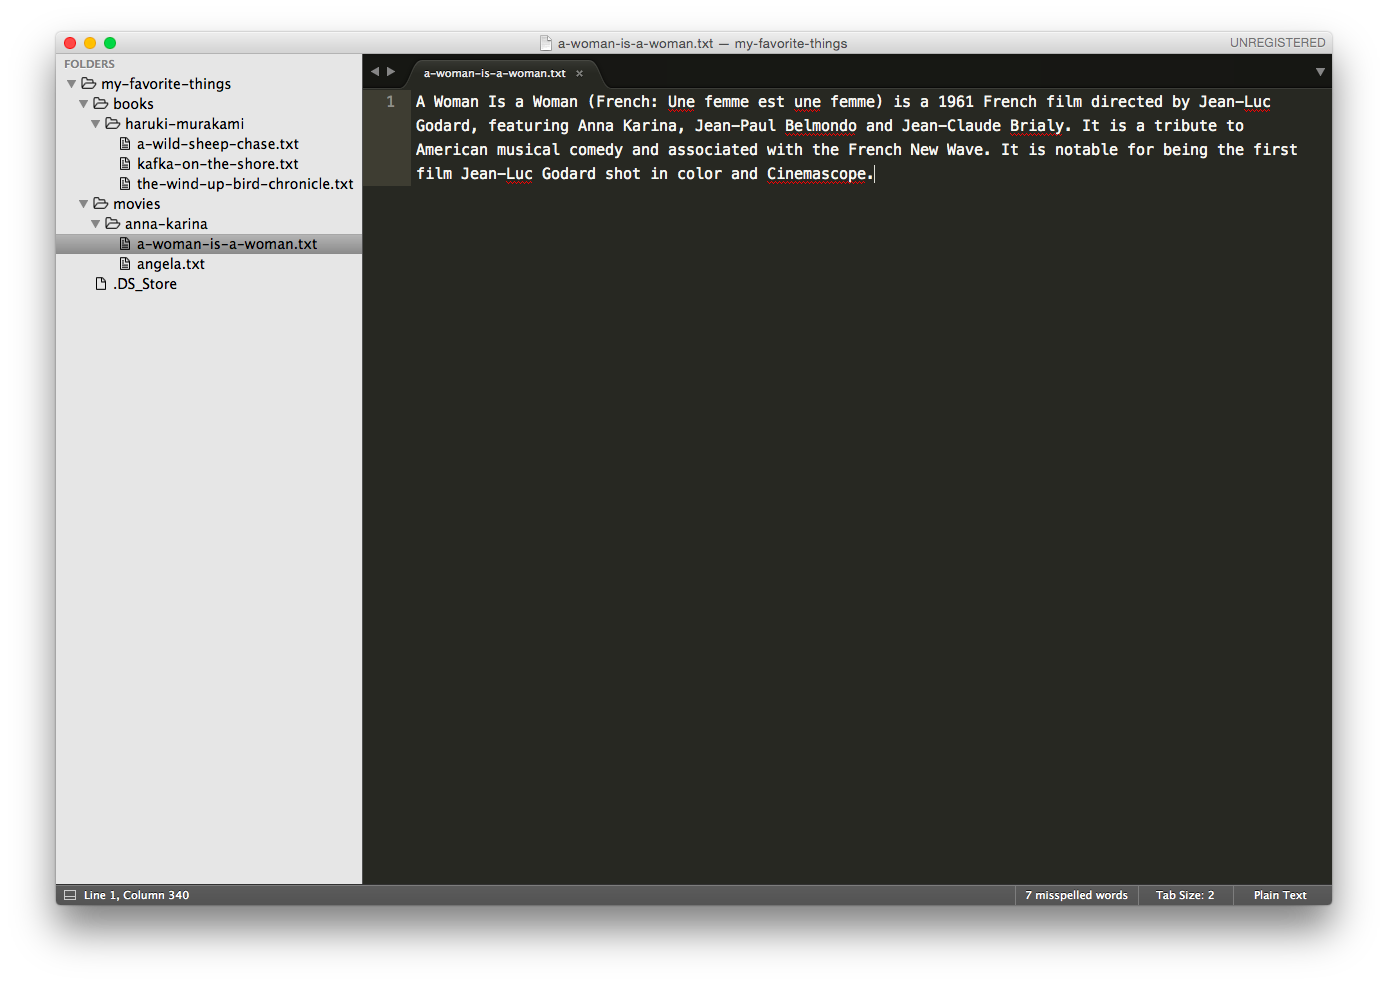 a-woman-is-a-woman.txt — my-favorite-things
UNREGISTERED
FOLDERS
my-favorite-things
books
haruki-murakami
a-wild-sheep-chase.txt
kafka-on-the-shore.txt
the-wind-up-bird-chronicle.txt
movies
anna-karina
a-woman-is-a-woman.txt
angela.txt
.DS_Store
a-woman-is-a-woman.txt ×
1
A Woman Is a Woman (French: Une femme est une femme) is a 1961 French film directed by Jean-Luc
Godard, featuring Anna Karina, Jean-Paul Belmondo and Jean-Claude Brialy. It is a tribute to
American musical comedy and associated with the French New Wave. It is notable for being the first
film Jean-Luc Godard shot in color and Cinemascope.
Line 1, Column 340
7 misspelled words
Tab Size: 2
Plain Text